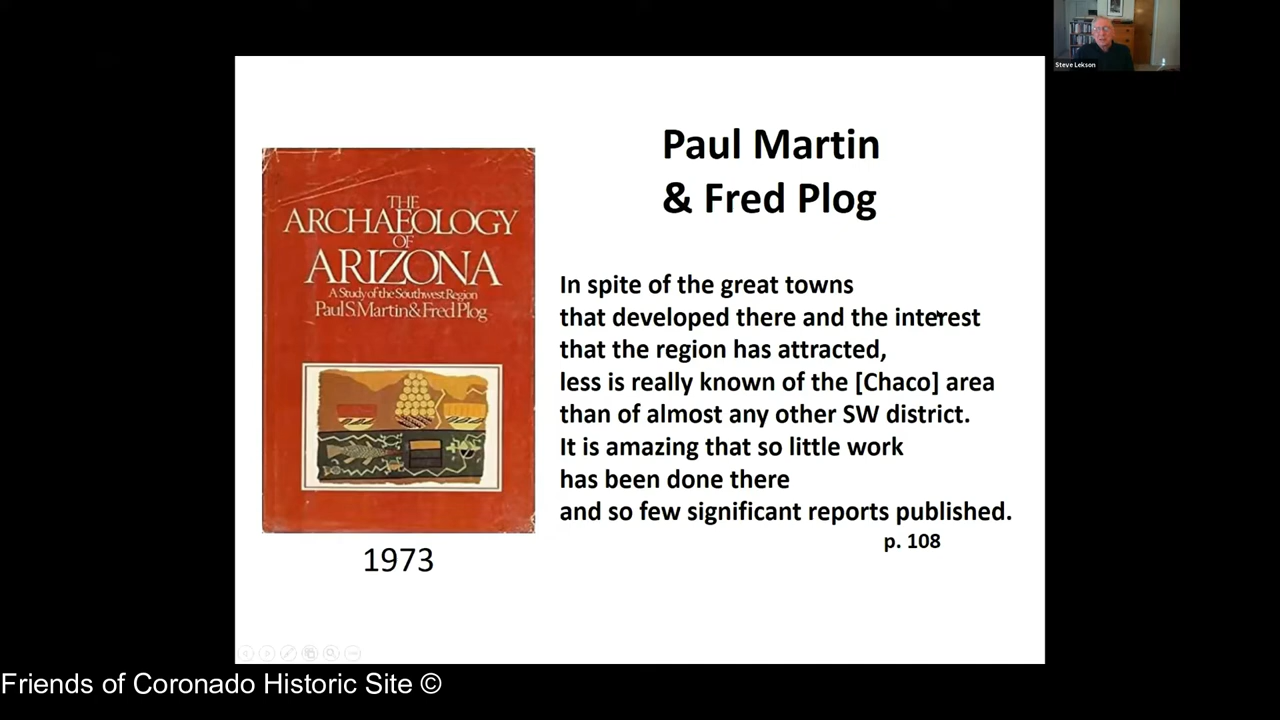 Steve Lekson
Paul Martin
& Fred Plog
THE
ARCHAEOLOGY
OF
ARIZONA
A Study of the Southwest Region
Paul S. Martin & Fred Plog
1973
In spite of the great towns
that developed there and the interest
that the region has attracted,
less is really known of the [Chaco] area
than of almost any other SW district.
It is amazing that so little work
has been done there
and so few significant reports published.
p. 108
Friends of Coronado Historic Site ©